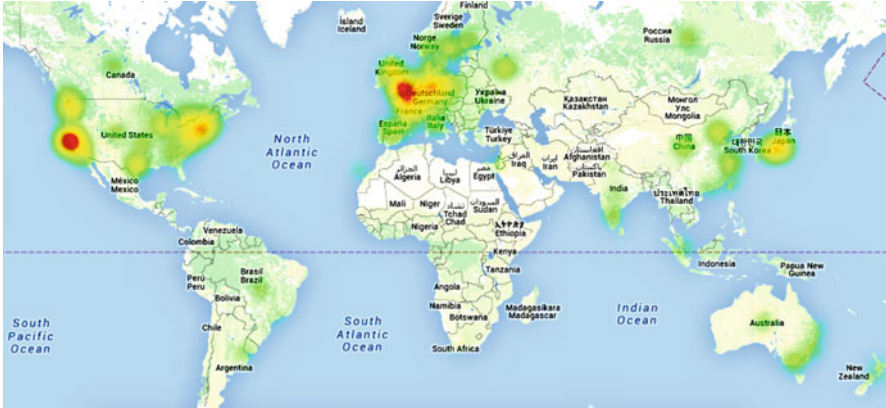 Ísland
Iceland
Sverige
Sweden
Finland
Norge
Norway
Россия
Russia
Canada
United
Kingdom
Deutschland
Germany
France
Україна
Ukraine
Қазақстан
Kazakhstan
Монгол
Улс
Mongolia
España
Spain
Italia
Italy
Türkiye
Turkey
United States
North
Atlantic
Ocean
中国
China
대한민국
South Korea
日本
Japan
العراق
Iraq
ایران
Iran
افغانستان
Afghanistan
پاکستان
Pakistan
الجزائر
Algeria
ليبيا
Libya
مصر
Egypt
México
Mexico
India
ประเทศไทย
Thailand
Mali
Niger
تشاد
Tchad
Chad
السودان
Sudan
Nigeria
ኢትዮጵያ
Ethiopia
Venezuela
Colombia
Kenya
Indonesia
Papua New
Guinea
Perú
Peru
Brasil
Brazil
Tanzania
Bolivia
Angola
Namibia
Botswana
Madagasikara
Madagascar
South
Pacific
Ocean
South
Atlantic
Ocean
Indian
Ocean
Australia
Chile
South Africa
Argentina
New
Zealand